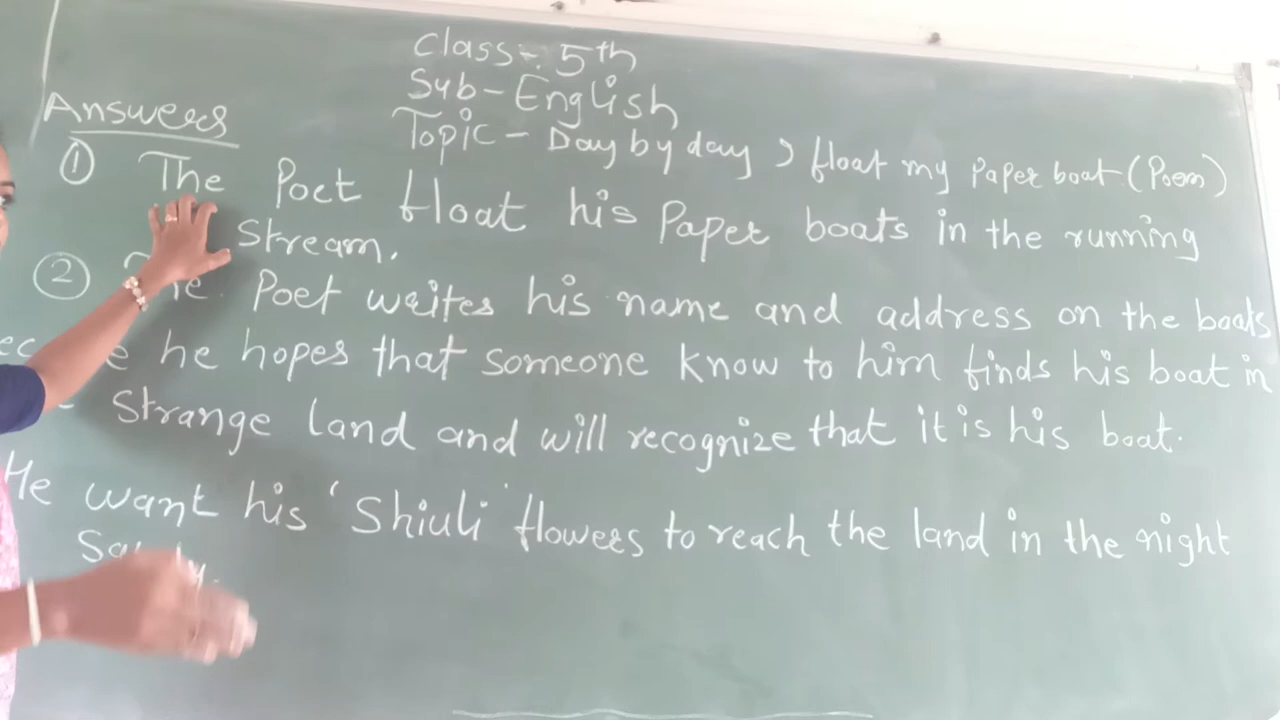 Class:- 5th
Sub - English
Topic - Day by day I float my Paper boat (Poem)
Answers
① The Poet float his Paper boats in the running
Stream.
② The Poet writes his name and address on the boats
he hopes that someone know to him finds his boat in
Strange land and will recognize that it is his boat.
He want his 'Shiuli' flowers to reach the land in the night